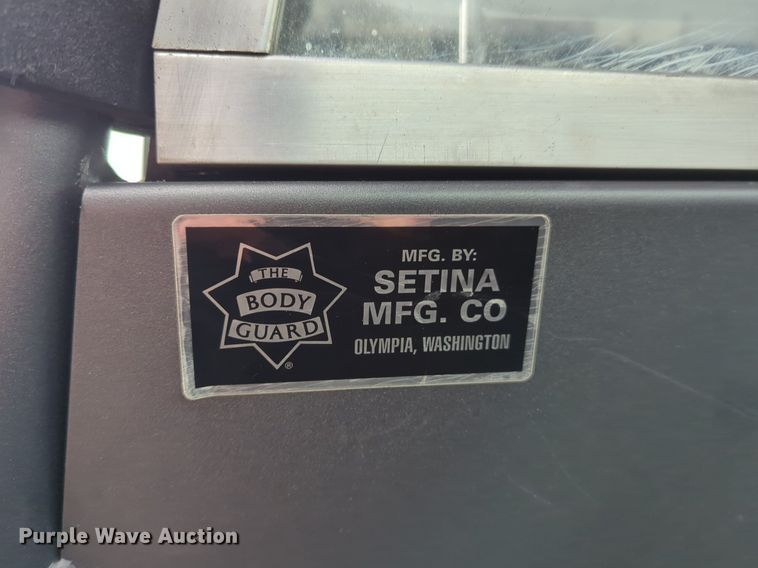 THE
BODY
GUARD
®
MFG. BY:
SETINA
MFG. CO
OLYMPIA, WASHINGTON
Purple Wave Auction